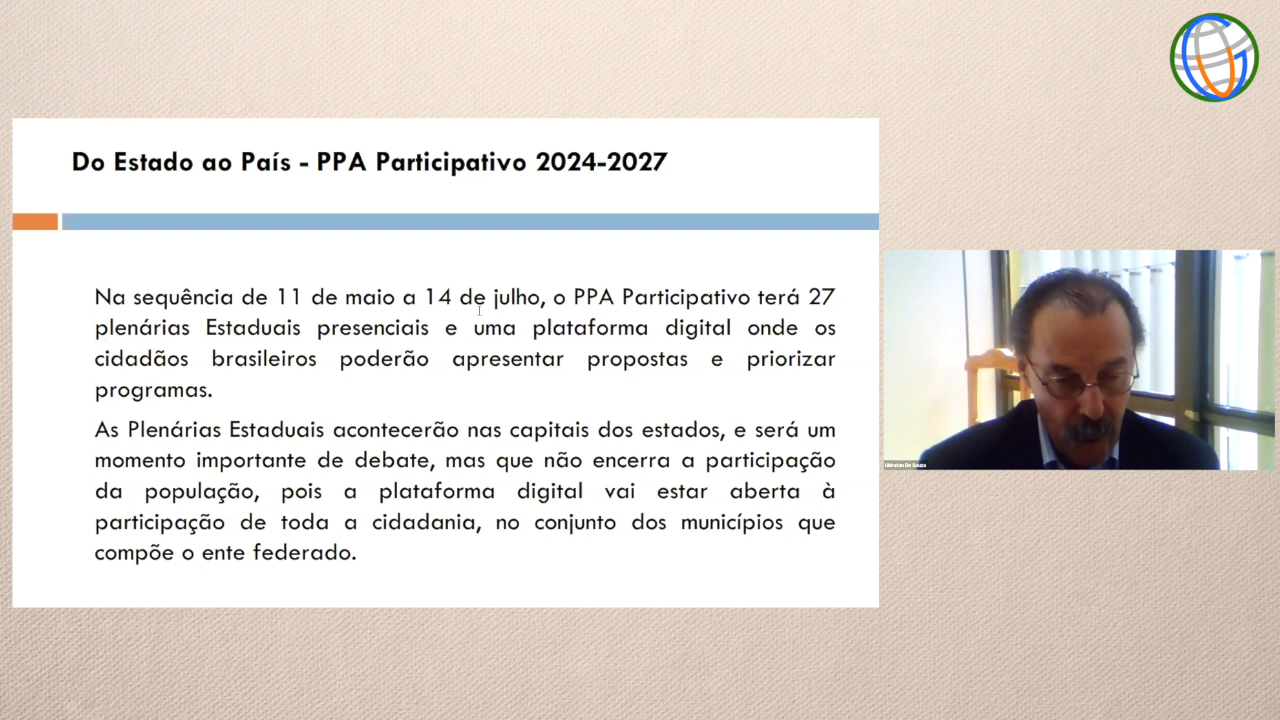 Do Estado ao País - PPA Participativo 2024-2027
Na sequência de 11 de maio a 14 de julho, o PPA Participativo terá 27
plenárias Estaduais presenciais e uma plataforma digital onde os
cidadãos brasileiros poderão apresentar propostas e priorizar
programas.
As Plenárias Estaduais acontecerão nas capitais dos estados, e será um
momento importante de debate, mas que não encerra a participação
da população, pois a plataforma digital vai estar aberta à
participação de toda a cidadania, no conjunto dos municípios que
compõe o ente federado.
Ubiratan De Souza